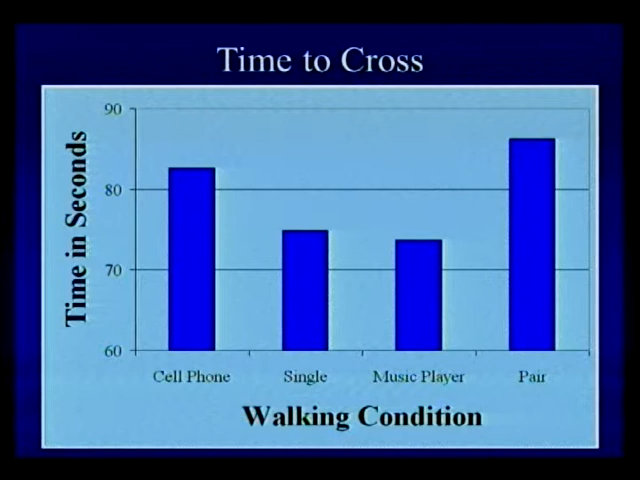 Time to Cross
90
80
70
60
Time in Seconds
Cell Phone Single Music Player Pair
Walking Condition